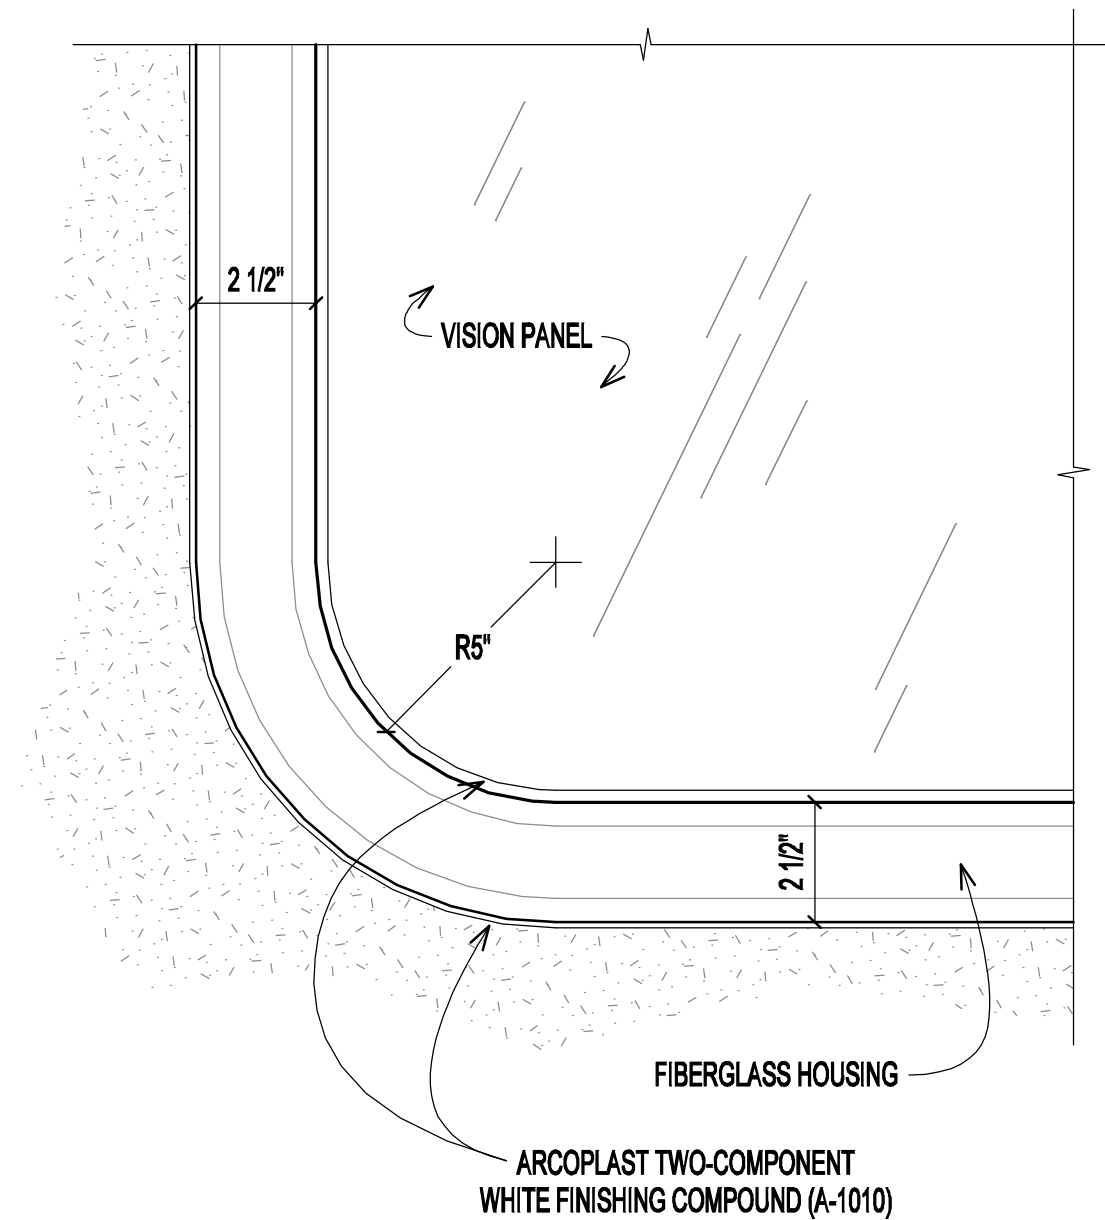 2 1/2"
VISION PANEL
R5"
2 1/2"
FIBERGLASS HOUSING
ARCOPLAST TWO-COMPONENT
WHITE FINISHING COMPOUND (A-1010)